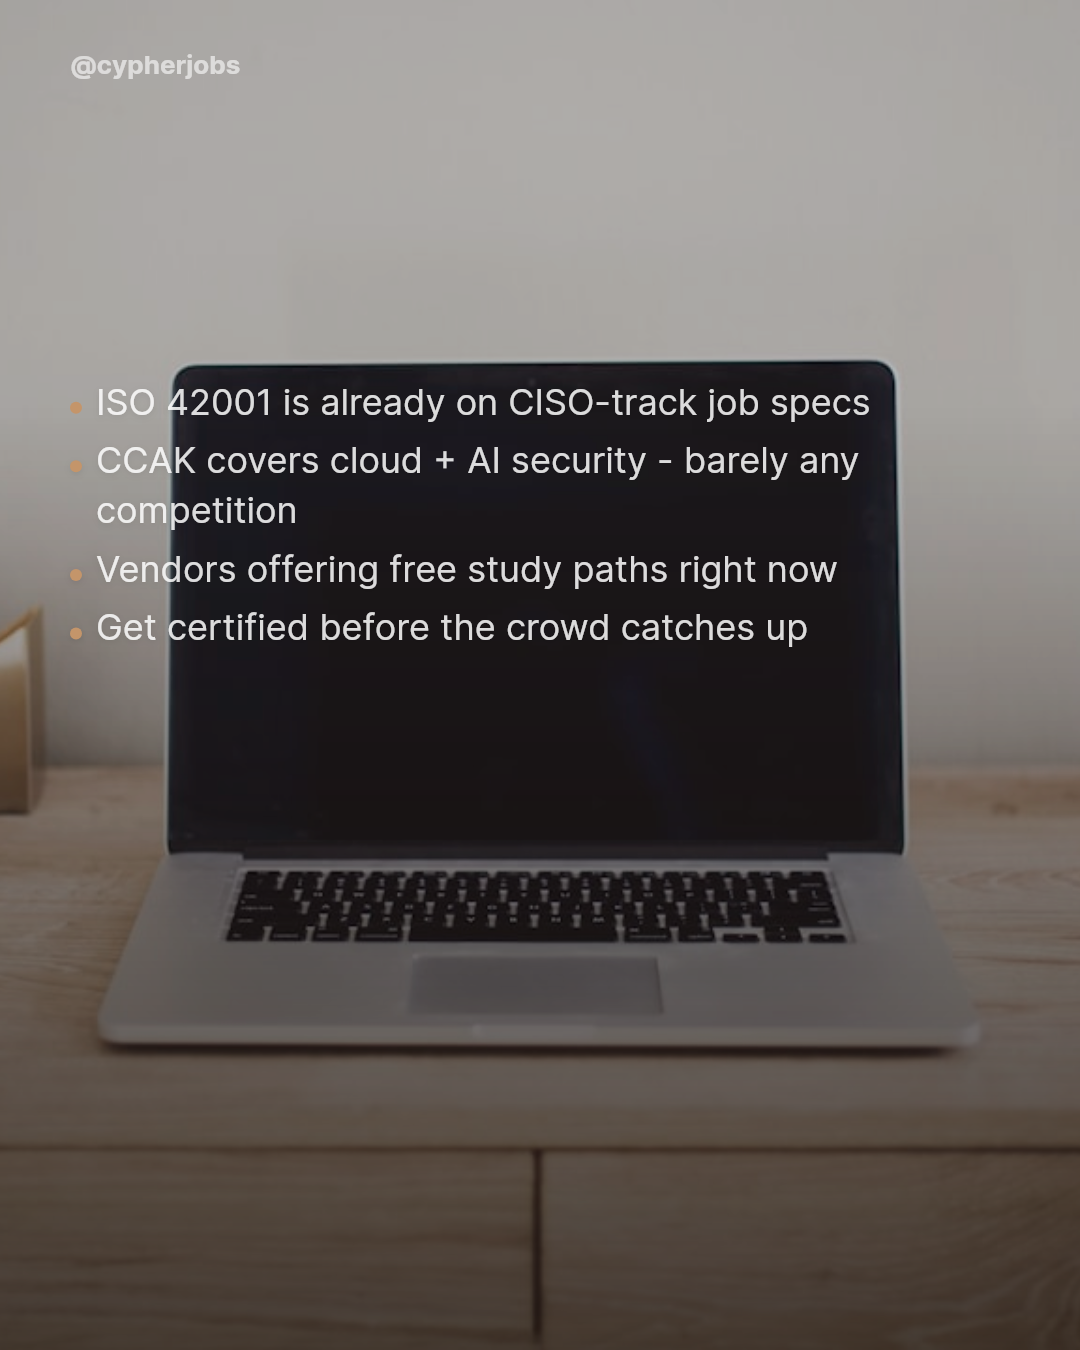 @cypherjobs
ISO 42001 is already on CISO-track job specs
CCAK covers cloud + AI security - barely any
competition
Vendors offering free study paths right now
Get certified before the crowd catches up